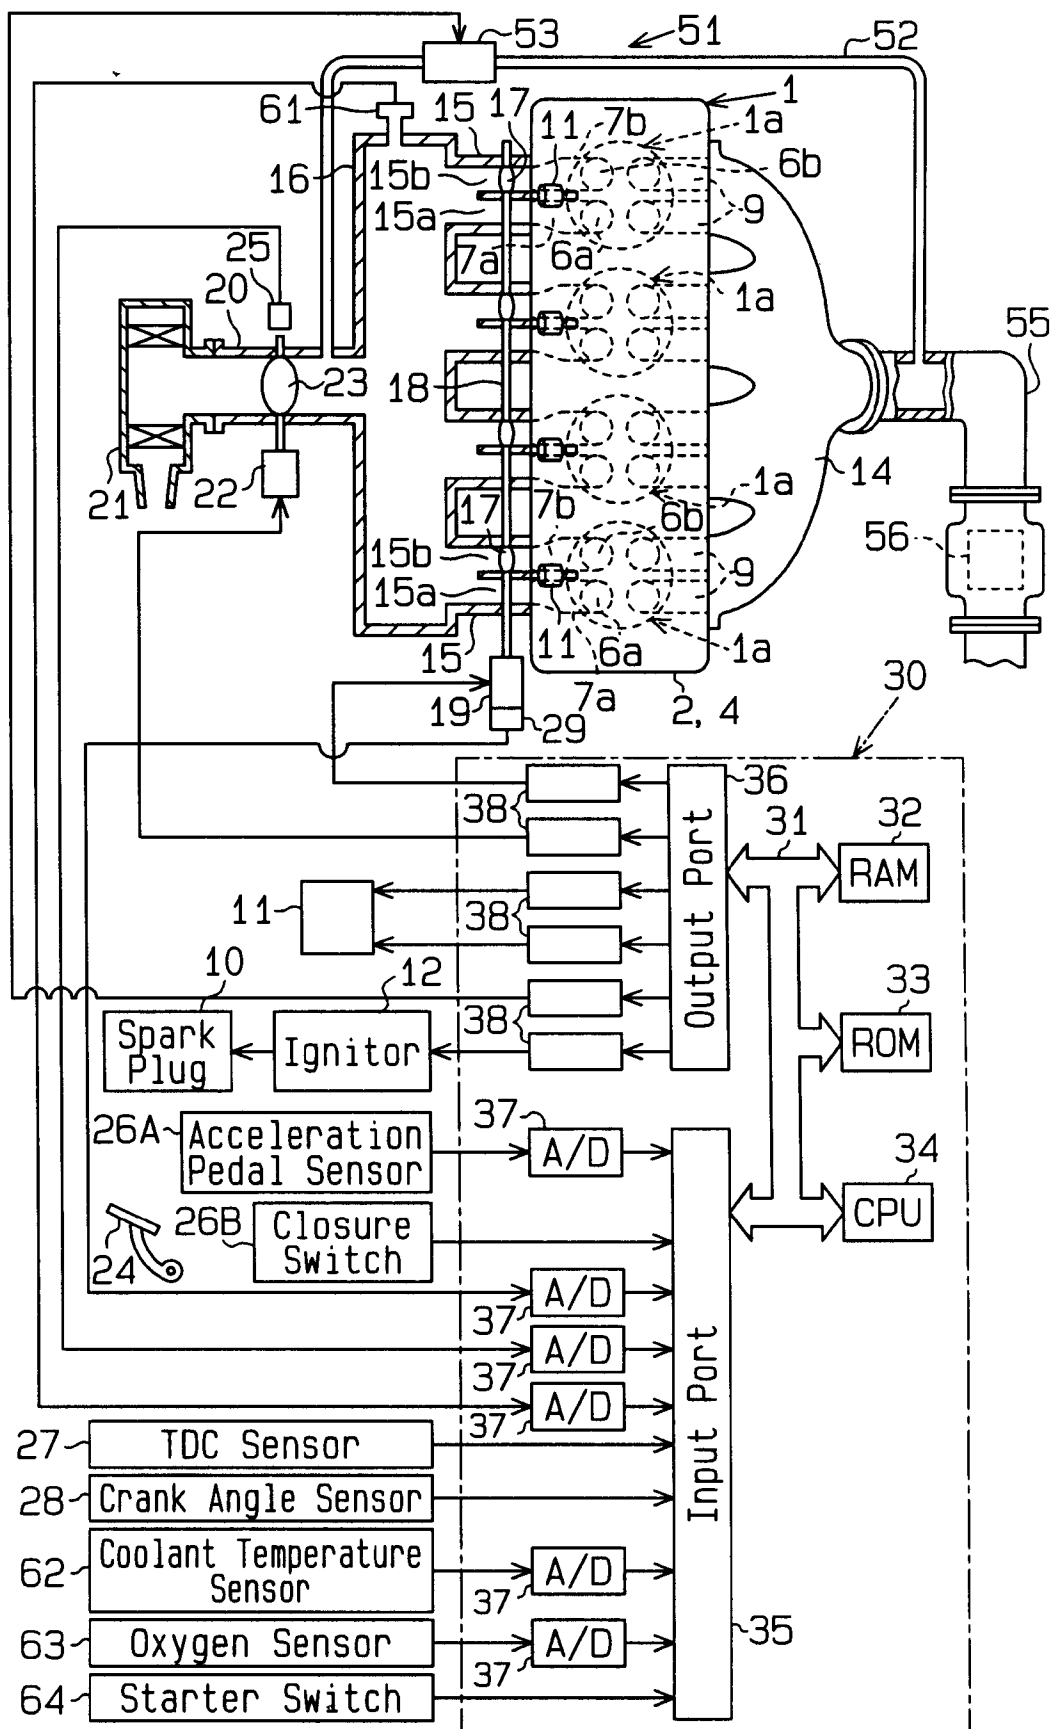 53
51
52
61
15
17
11
7b
1
1a
6b
16
15b
15a
9
7a
6a
1a
25
20
23
18
55
21
22
14
17
7b
6b
1a
56
15b
15a
9
15
11
6a
1a
7a
2, 4
19
29
30
38
36
Output Port
31
32
RAM
11
38
10
12
33
38
Spark
Plug
Ignitor
ROM
26A
Acceleration
Pedal Sensor
37
A/D
34
CPU
26B
Closure
Switch
24
A/D
37
A/D
37
A/D
37
Input Port
27
TDC Sensor
28
Crank Angle Sensor
62
Coolant Temperature
Sensor
A/D
37
63
Oxygen Sensor
A/D
37
35
64
Starter Switch